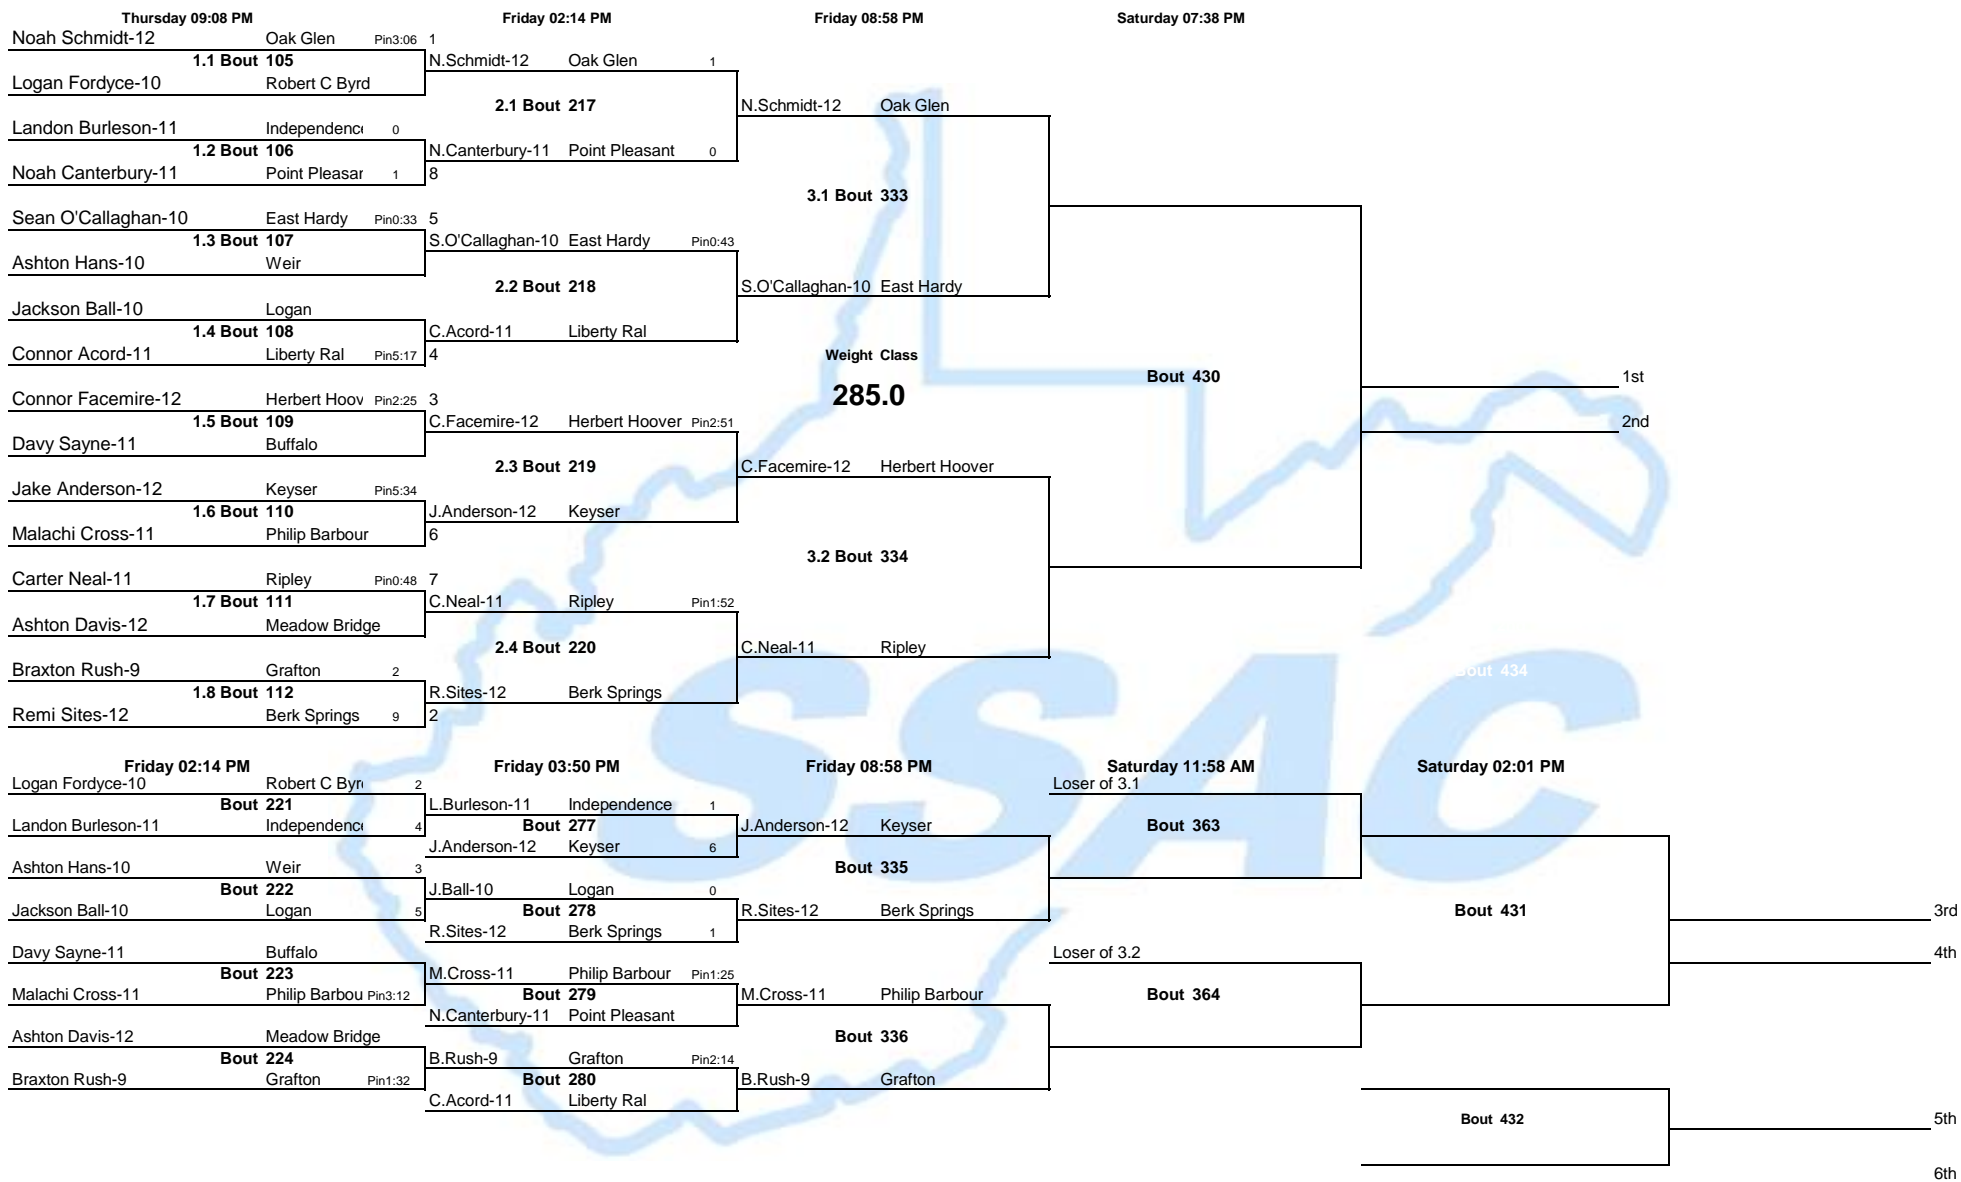 Thursday 09:08 PM Friday 02:14 PM Friday 08:58 PM Saturday 07:38 PM
Noah Schmidt-12 Oak Glen Pin3:06 1
1.1 Bout 105 N.Schmidt-12 Oak Glen 1
Logan Fordyce-10 Robert C Byrd
2.1 Bout 217 N.Schmidt-12 Oak Glen
Landon Burleson-11 Independenc 0
1.2 Bout 106 N.Canterbury-11 Point Pleasant 0
Noah Canterbury-11 Point Pleasar 1 8
3.1 Bout 333
Sean O'Callaghan-10 East Hardy Pin0:33 5
1.3 Bout 107 S.O'Callaghan-10 East Hardy Pin0:43
Ashton Hans-10 Weir
2.2 Bout 218 S.O'Callaghan-10 East Hardy
Jackson Ball-10 Logan
1.4 Bout 108 C.Acord-11 Liberty Ral
Connor Acord-11 Liberty Ral Pin5:17 4 Weight Class
Bout 430 1st
Connor Facemire-12 Herbert Hoov Pin2:25 3 285.0
1.5 Bout 109 C.Facemire-12 Herbert Hoover Pin2:51 2nd
Davy Sayne-11 Buffalo
2.3 Bout 219 C.Facemire-12 Herbert Hoover
Jake Anderson-12 Keyser Pin5:34
1.6 Bout 110 J.Anderson-12 Keyser
Malachi Cross-11 Philip Barbour 6
3.2 Bout 334
Carter Neal-11 Ripley Pin0:48 7
1.7 Bout 111 C.Neal-11 Ripley Pin1:52
Ashton Davis-12 Meadow Bridge
2.4 Bout 220 C.Neal-11 Ripley
Braxton Rush-9 Grafton 2 Bout 434
1.8 Bout 112 R.Sites-12 Berk Springs
Remi Sites-12 Berk Springs 9 2
SSAC
Friday 02:14 PM Friday 03:50 PM Friday 08:58 PM Saturday 11:58 AM Saturday 02:01 PM
Logan Fordyce-10 Robert C Byr 2 Loser of 3.1
Bout 221 L.Burleson-11 Independence 1
Landon Burleson-11 Independenc 4 Bout 277 J.Anderson-12 Keyser Bout 363
J.Anderson-12 Keyser 6
Ashton Hans-10 Weir 3 Bout 335
Bout 222 J.Ball-10 Logan 0
Jackson Ball-10 Logan 5 Bout 278 R.Sites-12 Berk Springs Bout 431 3rd
R.Sites-12 Berk Springs 1
Davy Sayne-11 Buffalo Loser of 3.2 4th
Bout 223 M.Cross-11 Philip Barbour Pin1:25
Malachi Cross-11 Philip Barbou Pin3:12 Bout 279 M.Cross-11 Philip Barbour Bout 364
N.Canterbury-11 Point Pleasant
Ashton Davis-12 Meadow Bridge Bout 336
Bout 224 B.Rush-9 Grafton Pin2:14
Braxton Rush-9 Grafton Pin1:32 Bout 280 B.Rush-9 Grafton
C.Acord-11 Liberty Ral
Bout 432 5th
6th